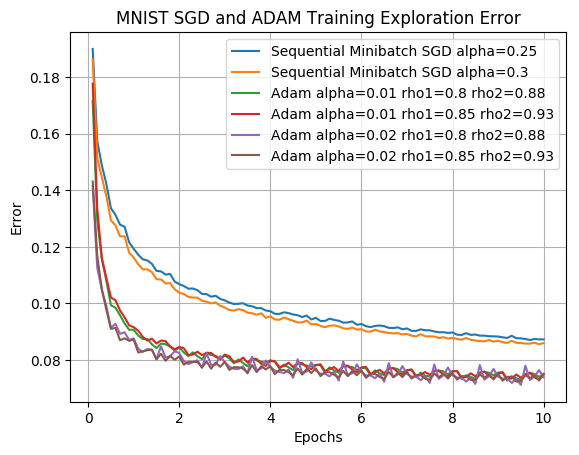 MNIST SGD and ADAM Training Exploration Error
Sequential Minibatch SGD alpha=0.25
Sequential Minibatch SGD alpha=0.3
Adam alpha=0.01 rho1=0.8 rho2=0.88
Adam alpha=0.01 rho1=0.85 rho2=0.93
Adam alpha=0.02 rho1=0.8 rho2=0.88
Adam alpha=0.02 rho1=0.85 rho2=0.93
Error
0.18
0.16
0.14
0.12
0.10
0.08
0 2 4 6 8 10
Epochs